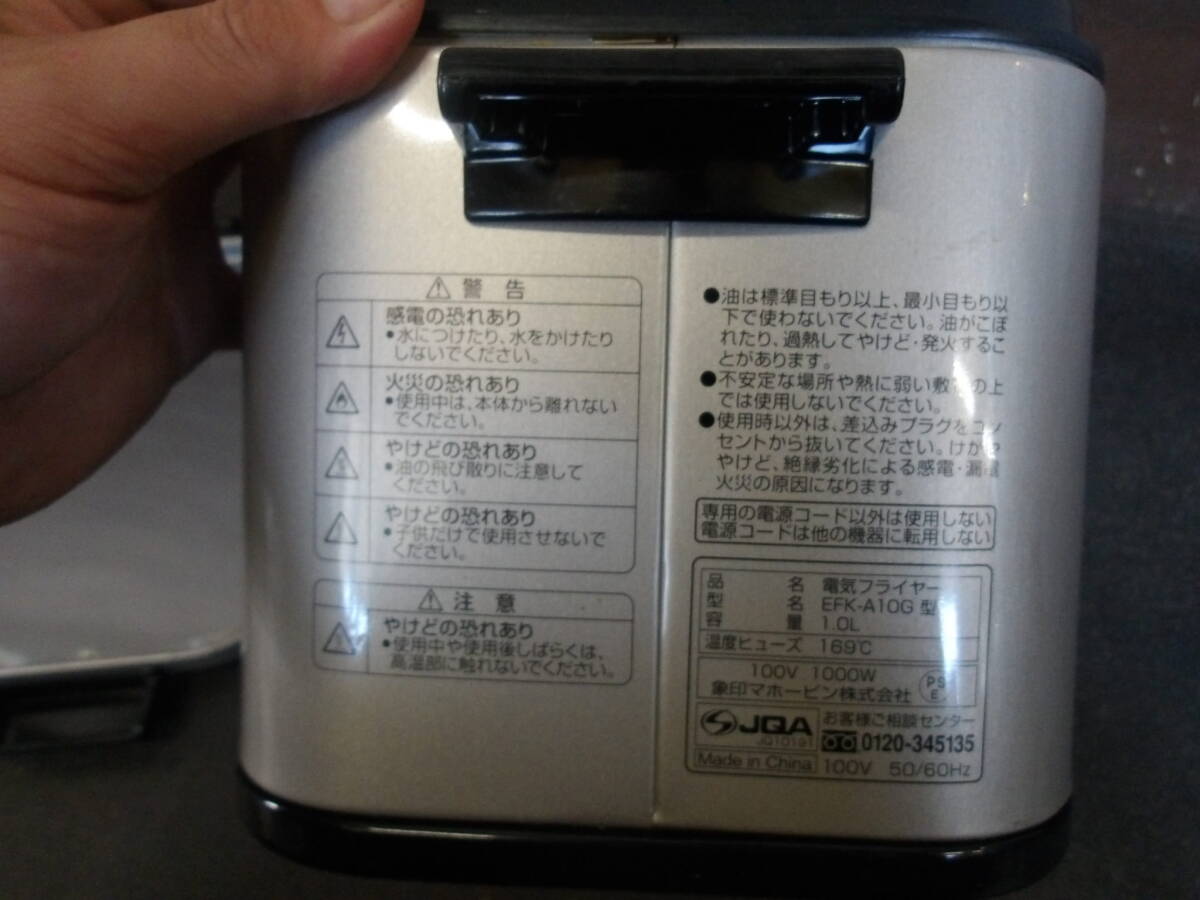 警告
感電の恐れあり
●水につけたり、水をかけたり
しないでください。
火災の恐れあり
●使用中は、本体から離れない
でください。
やけどの恐れあり
●油の飛び散りに注意して
ください。
やけどの恐れあり
●子供だけで使用させないで
ください。
注意
やけどの恐れあり
●使用中や使用後しばらくは、
高温部に触れないでください。
●油は標準目もり以上、最小目もり以
下で使わないでください。油がこぼ
れたり、過熱してやけど・発火するこ
とがあります。
●不安定な場所や熱に弱い敷物の上
では使用しないでください。
●使用時以外は、差込みプラグをコン
セントから抜いてください。けがや
やけど、絶縁劣化による感電・漏電
火災の原因になります。
専用の電源コード以外は使用しない
電源コードは他の機器に転用しない
品名 電気フライヤー
型名 EFK-A10G 型
容量 1.0L
温度ヒューズ 169℃
100V 1000W
象印マホービン株式会社 PSE
JQA お客様ご相談センター
0120-345135
Made in China 100V 50/60Hz